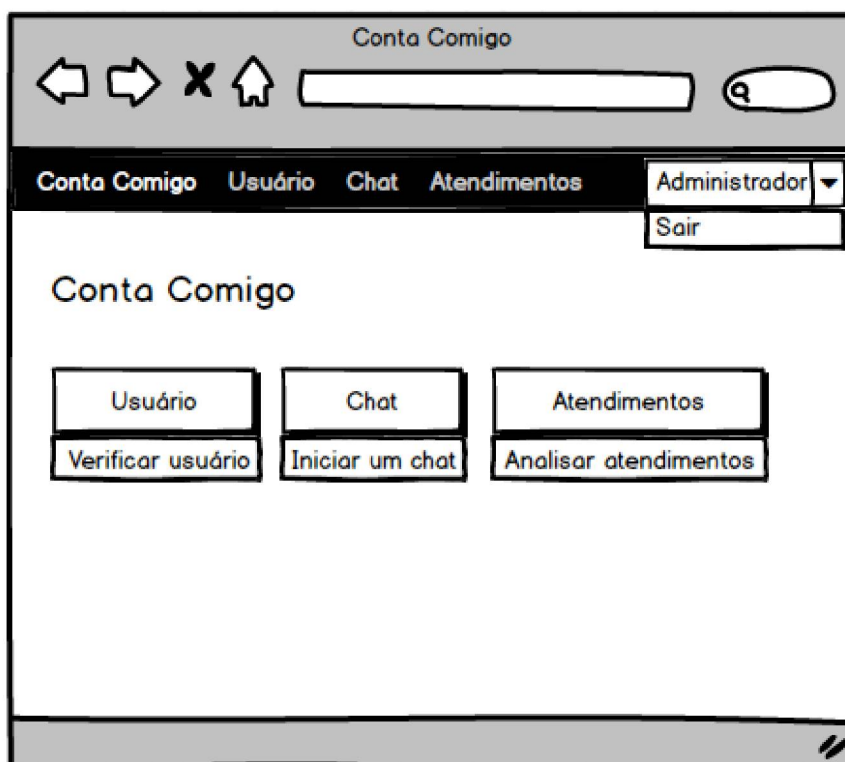 Conta Comigo
Conta Comigo Usuário Chat Atendimentos Administrador
Sair
Conta Comigo
Usuário Chat Atendimentos
Verificar usuário Iniciar um chat Analisar atendimentos